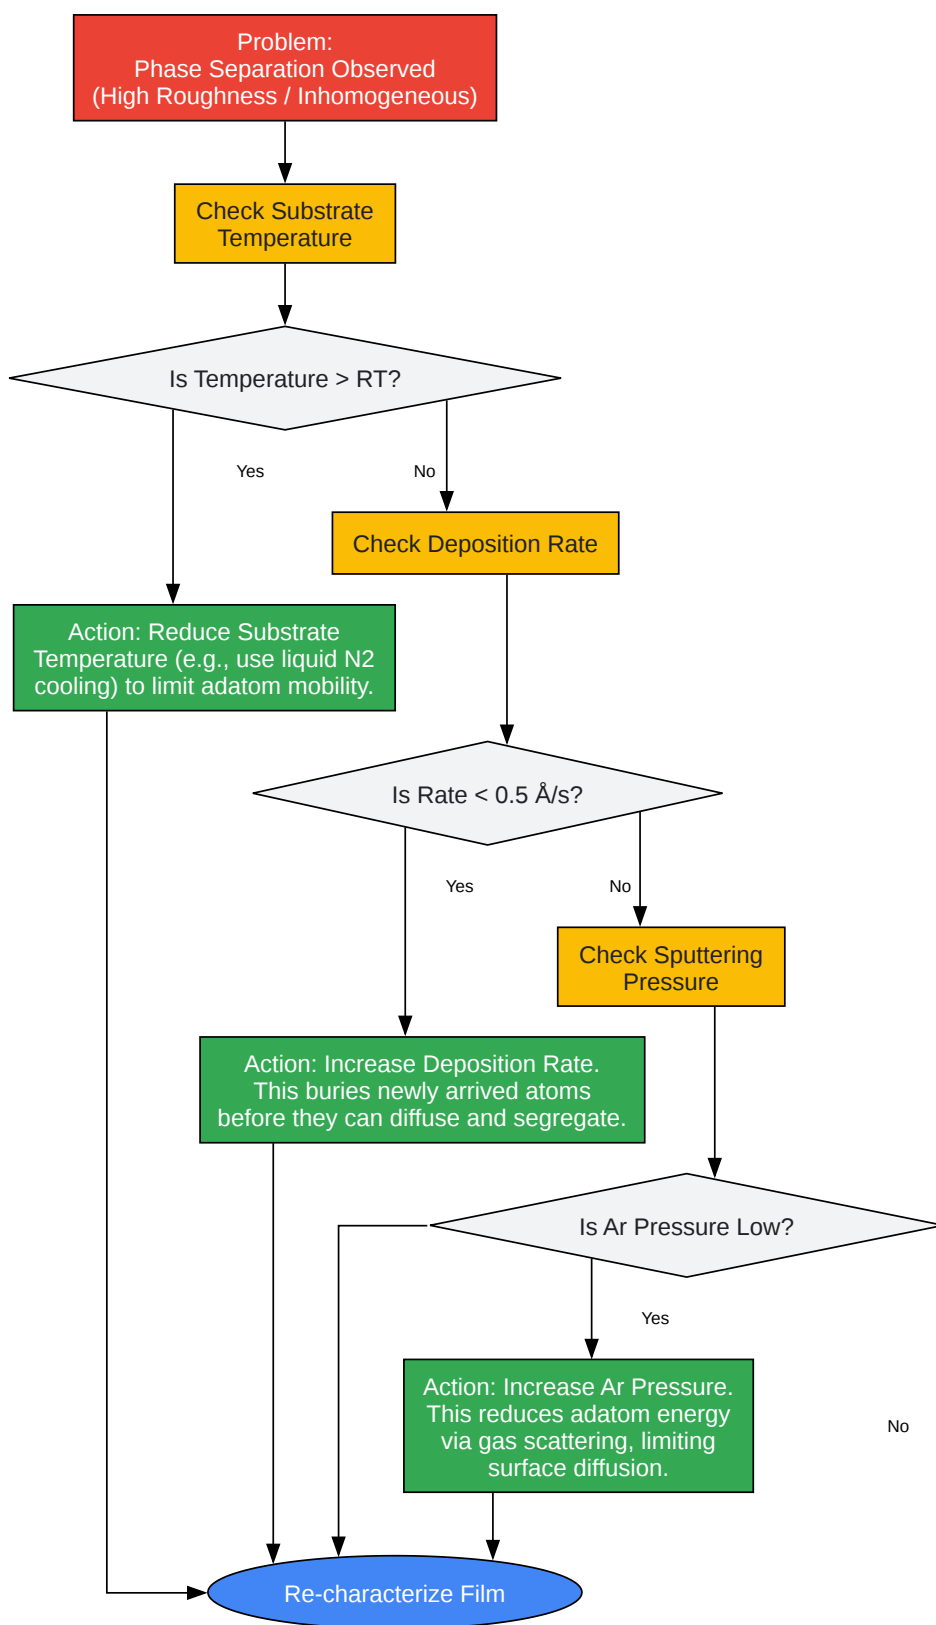 Problem:
Phase Separation Observed
(High Roughness / Inhomogeneous)
Check Substrate
Temperature
Is Temperature > RT?
Yes
No
Check Deposition Rate
Action: Reduce Substrate
Temperature (e.g., use liquid N2
cooling) to limit adatom mobility.
Is Rate < 0.5 Å/s?
Yes
No
Check Sputtering
Pressure
Action: Increase Deposition Rate.
This buries newly arrived atoms
before they can diffuse and segregate.
Is Ar Pressure Low?
Yes
Action: Increase Ar Pressure.
This reduces adatom energy
via gas scattering, limiting
surface diffusion.
No
Re-characterize Film